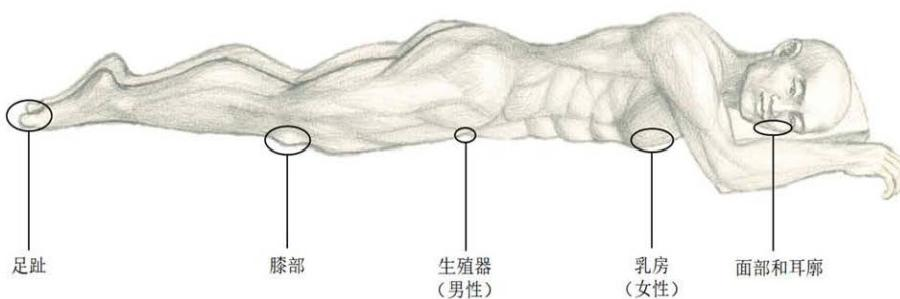 足趾
膝部
生殖器
（男性）
乳房
（女性）
面部和耳廓